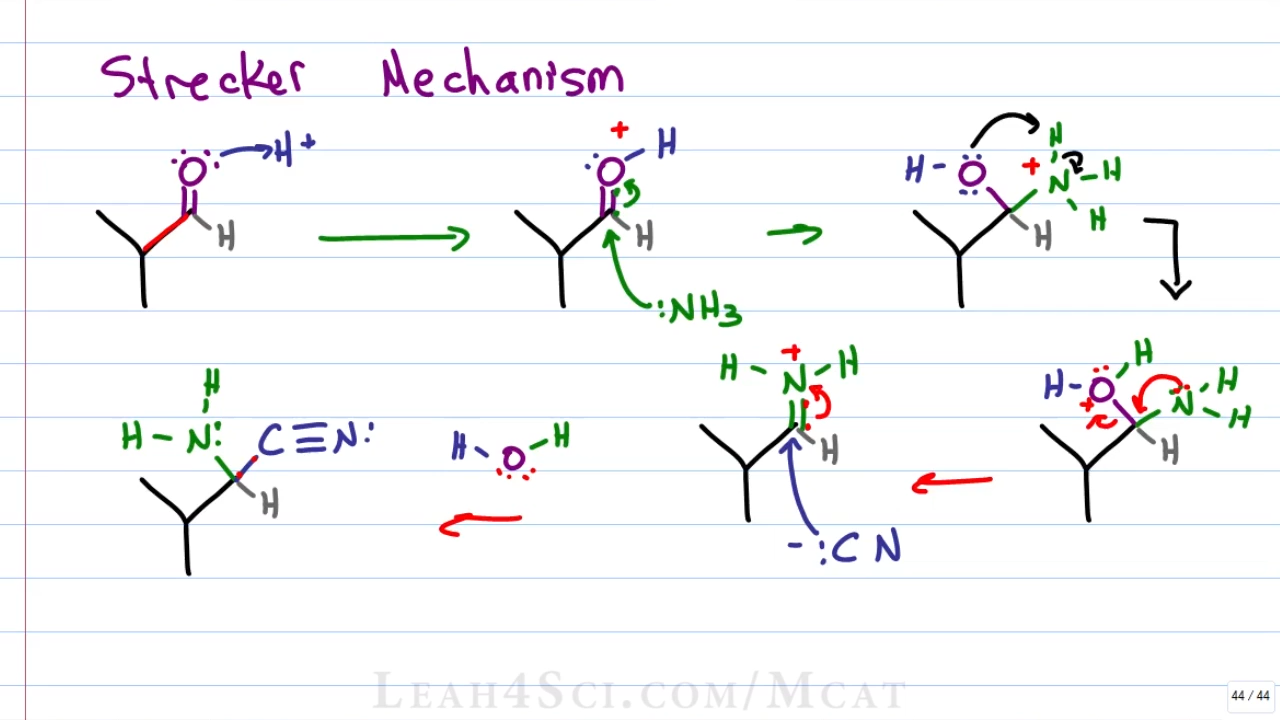 Strecker Mechanism
O H+
H
+
O H
H
:NH3
H
H - O + N - H
H
H
H
H - O N H
+ H
H
+
H - N - H
H
- :CN
H O H
H
H - N: C≡N:
H
Leah4Sci.com/Mcat
44 / 44